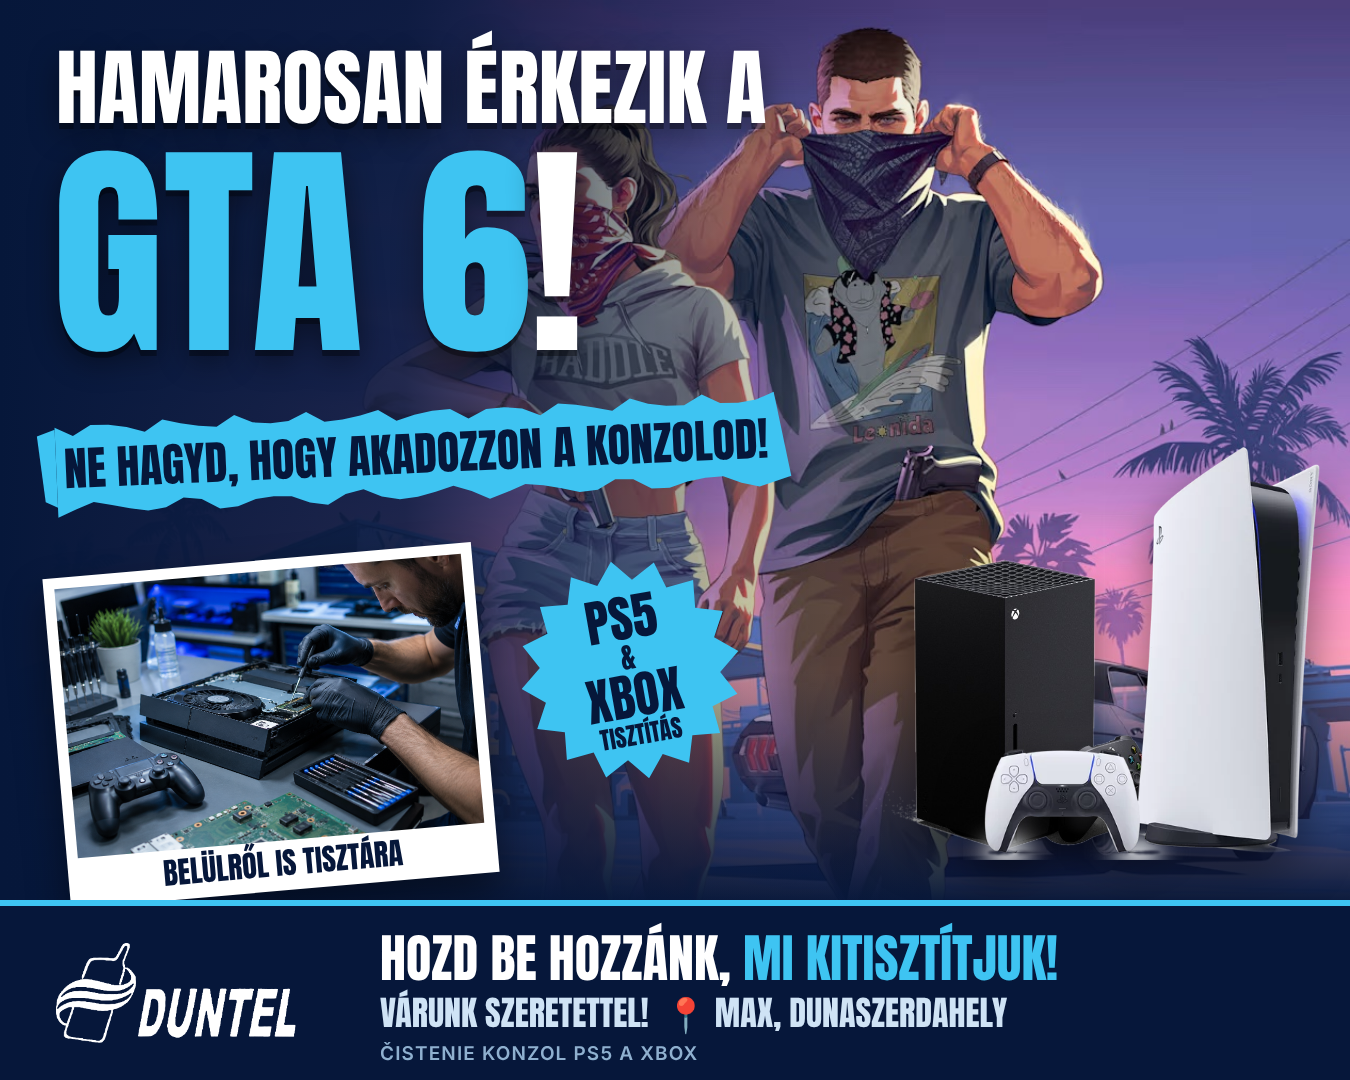 HAMAROSAN ÉRKEZIK A
GTA 6!
NE HAGYD, HOGY AKADOZZON A KONZOLOD!
Leonida
PS5
&
XBOX
TISZTÍTÁS
BELÜLRŐL IS TISZTÁRA
HOZD BE HOZZÁNK, MI KITISZTÍTJUK!
VÁRUNK SZERETETTEL! 📍 MAX, DUNASZERDAHELY
ČISTENIE KONZOL PS5 A XBOX
DUNTEL